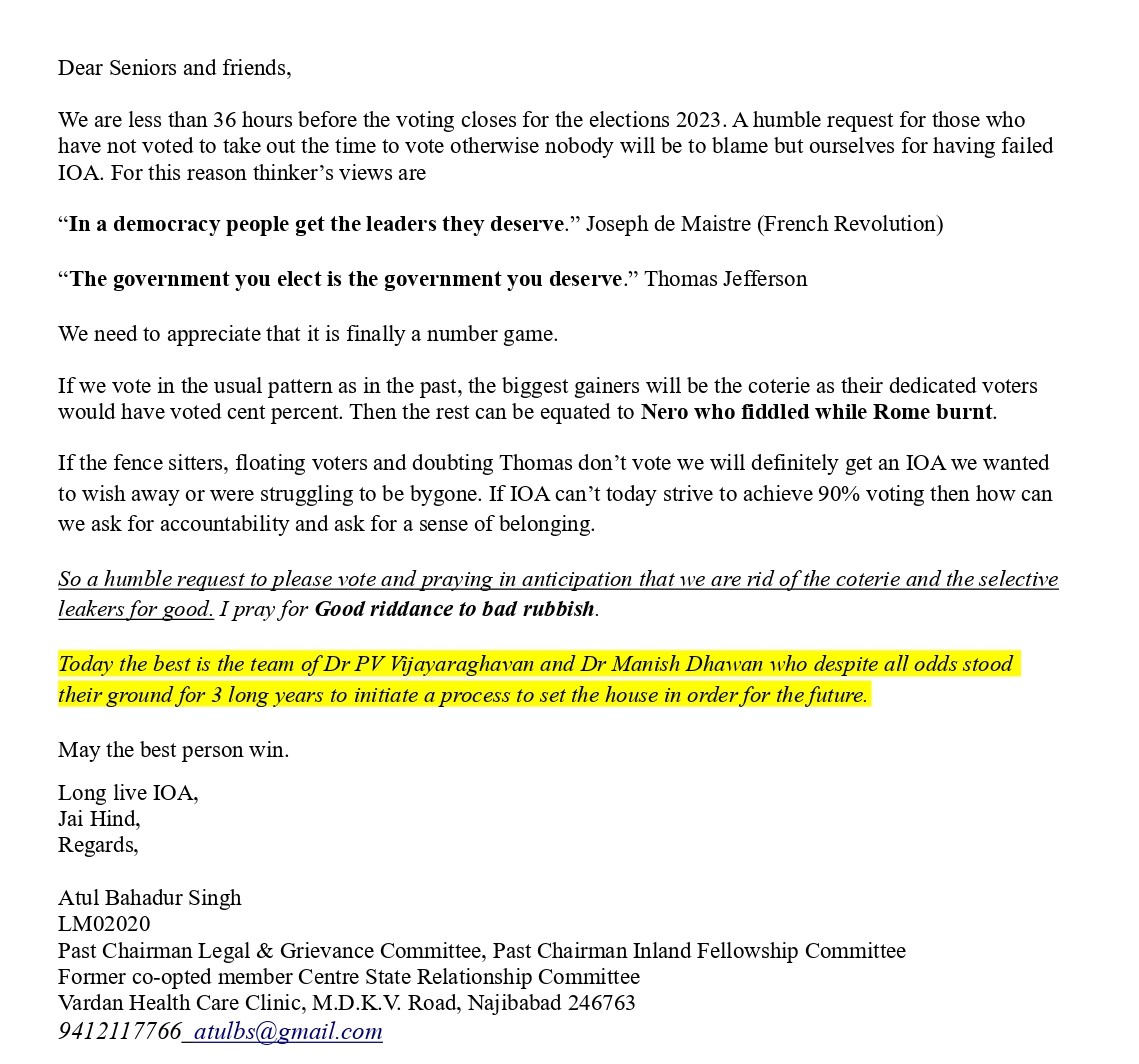 Dear Seniors and friends,
We are less than 36 hours before the voting closes for the elections 2023. A humble request for those who
have not voted to take out the time to vote otherwise nobody will be to blame but ourselves for having failed
IOA. For this reason thinker’s views are
“In a democracy people get the leaders they deserve.” Joseph de Maistre (French Revolution)
“The government you elect is the government you deserve.” Thomas Jefferson
We need to appreciate that it is finally a number game.
If we vote in the usual pattern as in the past, the biggest gainers will be the coterie as their dedicated voters
would have voted cent percent. Then the rest can be equated to Nero who fiddled while Rome burnt.
If the fence sitters, floating voters and doubting Thomas don’t vote we will definitely get an IOA we wanted
to wish away or were struggling to be bygone. If IOA can’t today strive to achieve 90% voting then how can
we ask for accountability and ask for a sense of belonging.
So a humble request to please vote and praying in anticipation that we are rid of the coterie and the selective
leakers for good. I pray for Good riddance to bad rubbish.
Today the best is the team of Dr PV Vijayaraghavan and Dr Manish Dhawan who despite all odds stood
their ground for 3 long years to initiate a process to set the house in order for the future.
May the best person win.
Long live IOA,
Jai Hind,
Regards,
Atul Bahadur Singh
LM02020
Past Chairman Legal & Grievance Committee, Past Chairman Inland Fellowship Committee
Former co-opted member Centre State Relationship Committee
Vardan Health Care Clinic, M.D.K.V. Road, Najibabad 246763
9412117766  atulbs@gmail.com